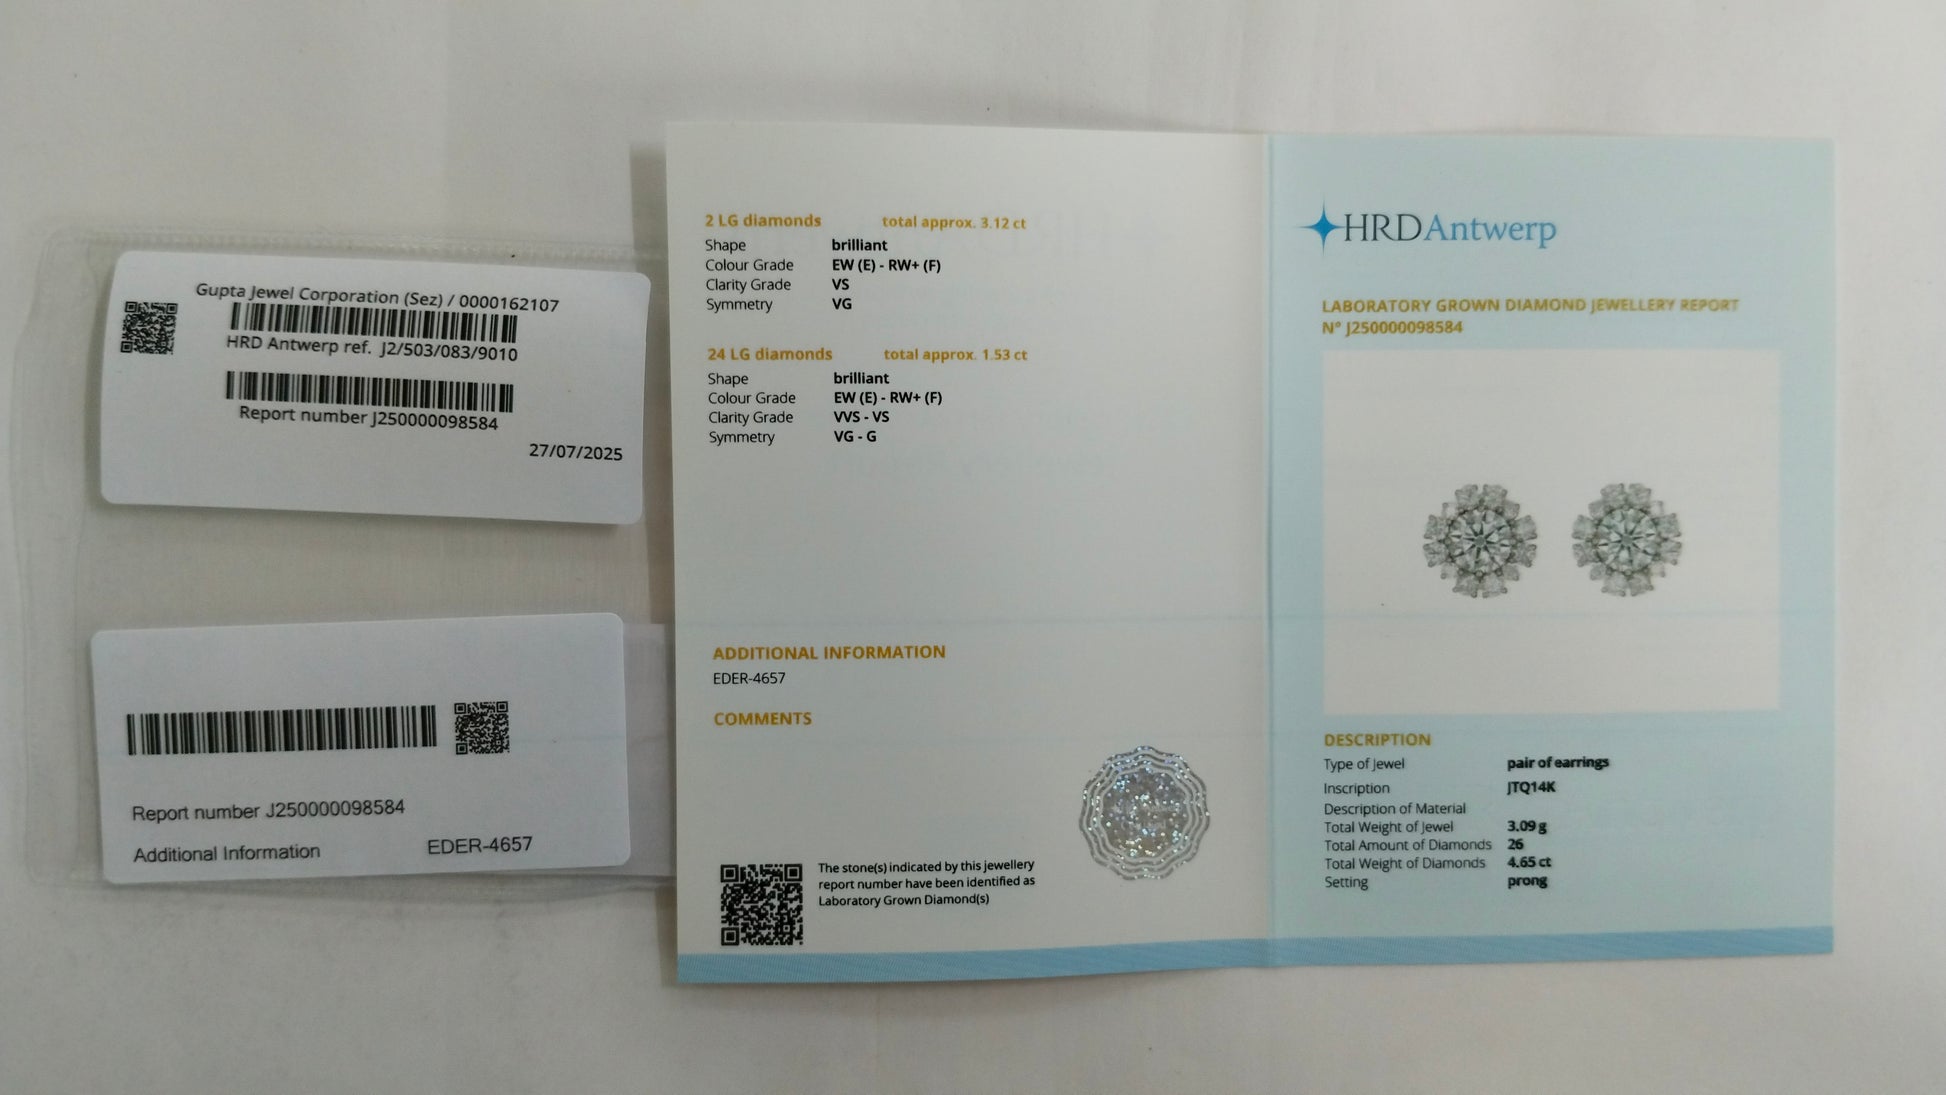 Gupta Jewel Corporation (Sez) / 0000162107
HRD Antwerp ref. J2/503/083/9010
Report number J250000098584
27/07/2025
Report number J250000098584
Additional Information EDER-4657
2 LG diamonds total approx. 3.12 ct
Shape brilliant
Colour Grade EW (E) - RW+ (F)
Clarity Grade VS
Symmetry VG
24 LG diamonds total approx. 1.53 ct
Shape brilliant
Colour Grade EW (E) - RW+ (F)
Clarity Grade VVS - VS
Symmetry VG - G
ADDITIONAL INFORMATION
EDER-4657
COMMENTS
The stone(s) indicated by this jewellery
report number have been identified as
Laboratory Grown Diamond(s)
HRDAntwerp
LABORATORY GROWN DIAMOND JEWELLERY REPORT
N° J250000098584
DESCRIPTION
Type of Jewel pair of earrings
Inscription JTQ14K
Description of Material
Total Weight of Jewel 3.09 g
Total Amount of Diamonds 26
Total Weight of Diamonds 4.65 ct
Setting prong